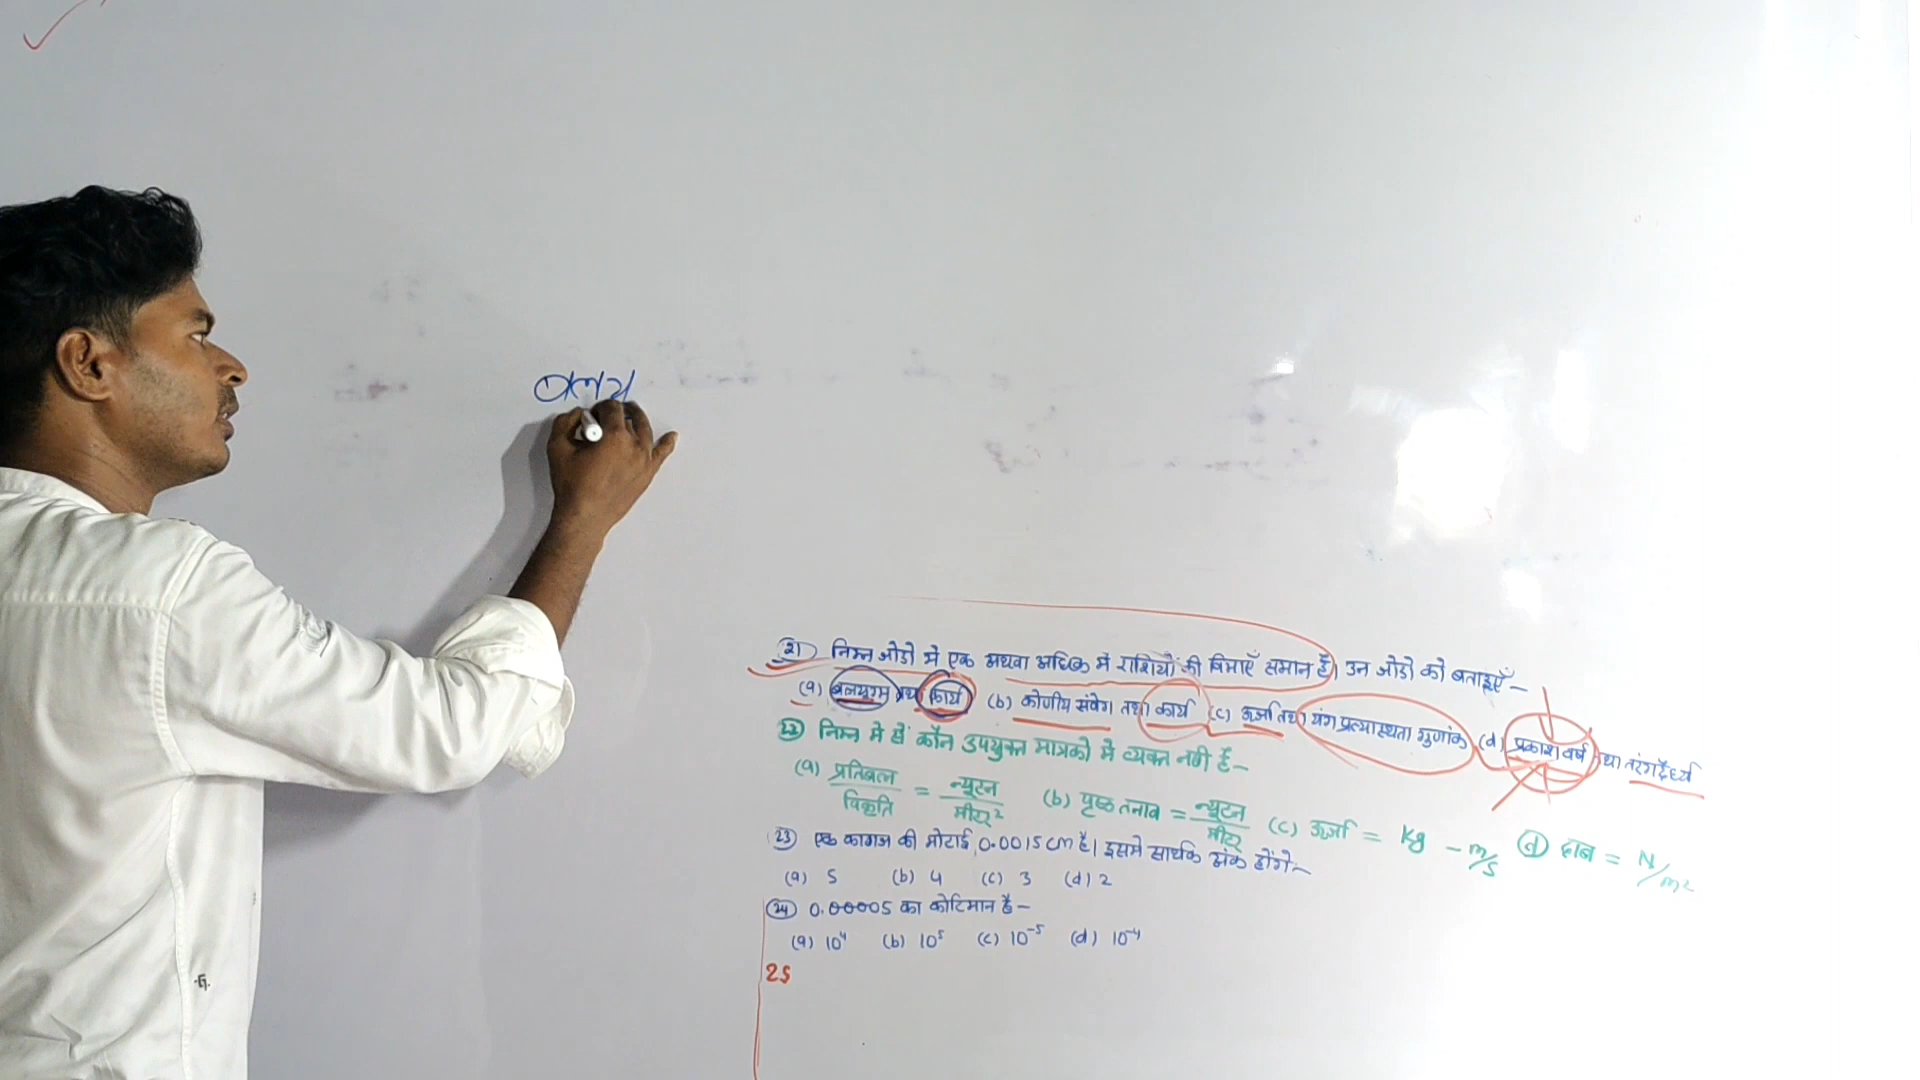 बलयु
21) निम्न जोडो मे एक अथवा अधिक मे राशियों की विमाएँ समान है। उन जोडो को बताइएँ –
(a) बलयुग्म तथा कार्य (b) कोणीय संवेग तथा कार्य (c) ऊर्जा तथा यंग प्रत्यास्थता गुणांक (d) प्रकाश वर्ष तथा तरंगदैर्ध्य
22 निम्न मे से कौन उपयुक्त मात्रको मे व्यक्त नही है –
(a) प्रतिबल/विकृति = न्यूटन/मीटर² (b) पृष्ठ तनाव = न्यूटन/मीटर (c) ऊर्जा = Kg – m/s (d) दाब = N/m²
23) एक कागज की मोटाई 0.0015cm है। इसमे सार्थक अंक होंगे –
(a) 5 (b) 4 (c) 3 (d) 2
24) 0.00005 का कोटिमान है –
(a) 10⁴ (b) 10⁵ (c) 10⁻⁵ (d) 10⁻⁴
25